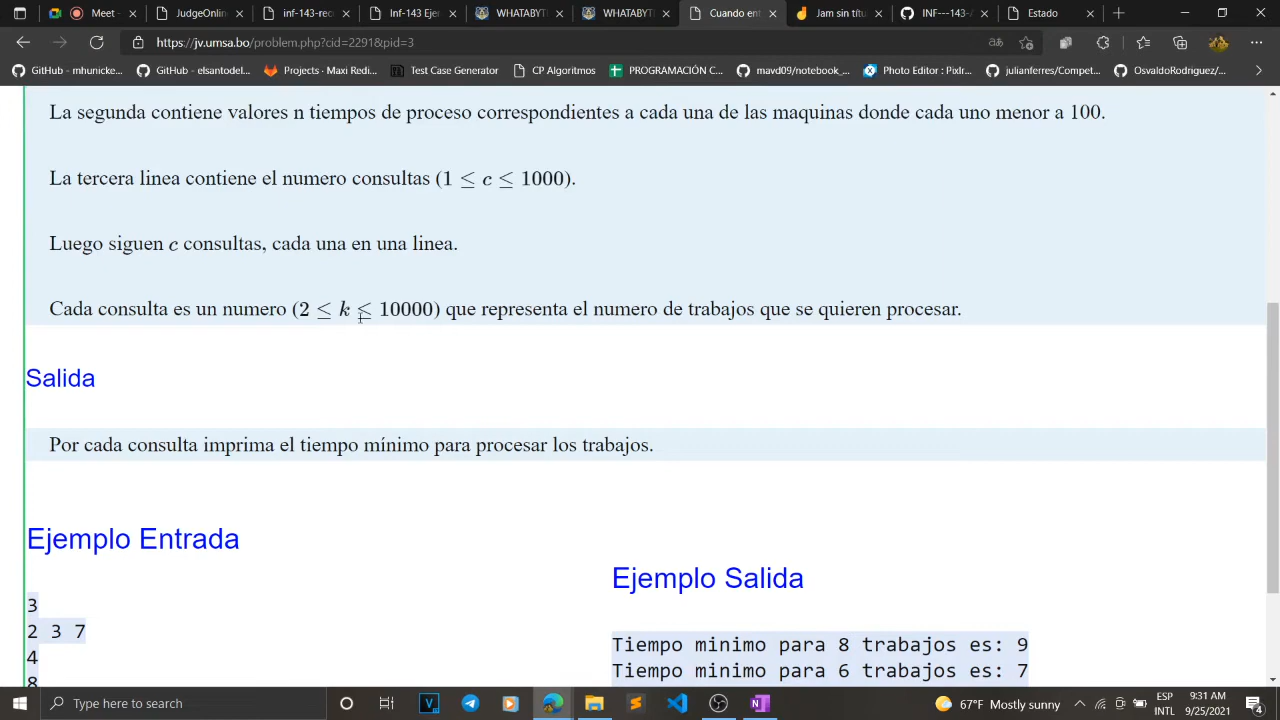 Meet -
JudgeOnlin
inf-143-rec
Inf-143 Ejer
WHATABYT
WHATABYTE
Cuando ent
Jam sin títu
INF---143-
Estado
https://jv.umsa.bo/problem.php?cid=2291&pid=3
GitHub - mhunicke...
GitHub - elsantodel...
Projects · Maxi Redi...
Test Case Generator
CP Algoritmos
PROGRAMACIÓN C...
mavd09/notebook_...
Photo Editor : Pixlr...
julianferres/Compet...
OsvaldoRodriguez/...
La segunda contiene valores n tiempos de proceso correspondientes a cada una de las maquinas donde cada uno menor a 100.
La tercera linea contiene el numero consultas (1 ≤ c ≤ 1000).
Luego siguen c consultas, cada una en una linea.
Cada consulta es un numero (2 ≤ k ≤ 10000) que representa el numero de trabajos que se quieren procesar.
Salida
Por cada consulta imprima el tiempo mínimo para procesar los trabajos.
Ejemplo Entrada
Ejemplo Salida
3
2 3 7
4
8
Tiempo minimo para 8 trabajos es: 9
Tiempo minimo para 6 trabajos es: 7
Type here to search
67°F Mostly sunny
ESP
INTL
9:31 AM
9/25/2021
4